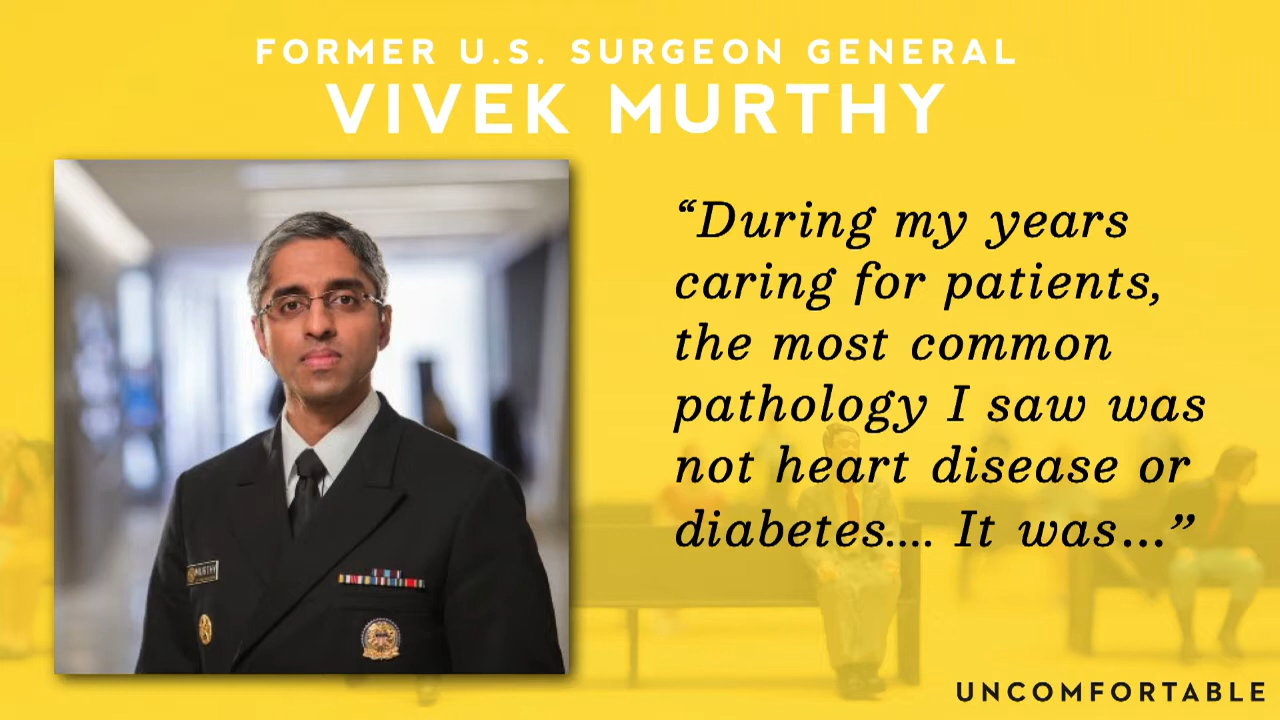 FORMER U.S. SURGEON GENERAL
VIVEK MURTHY
“During my years
caring for patients,
the most common
pathology I saw was
not heart disease or
diabetes.... It was...”
MURTHY
UNCOMFORTABLE